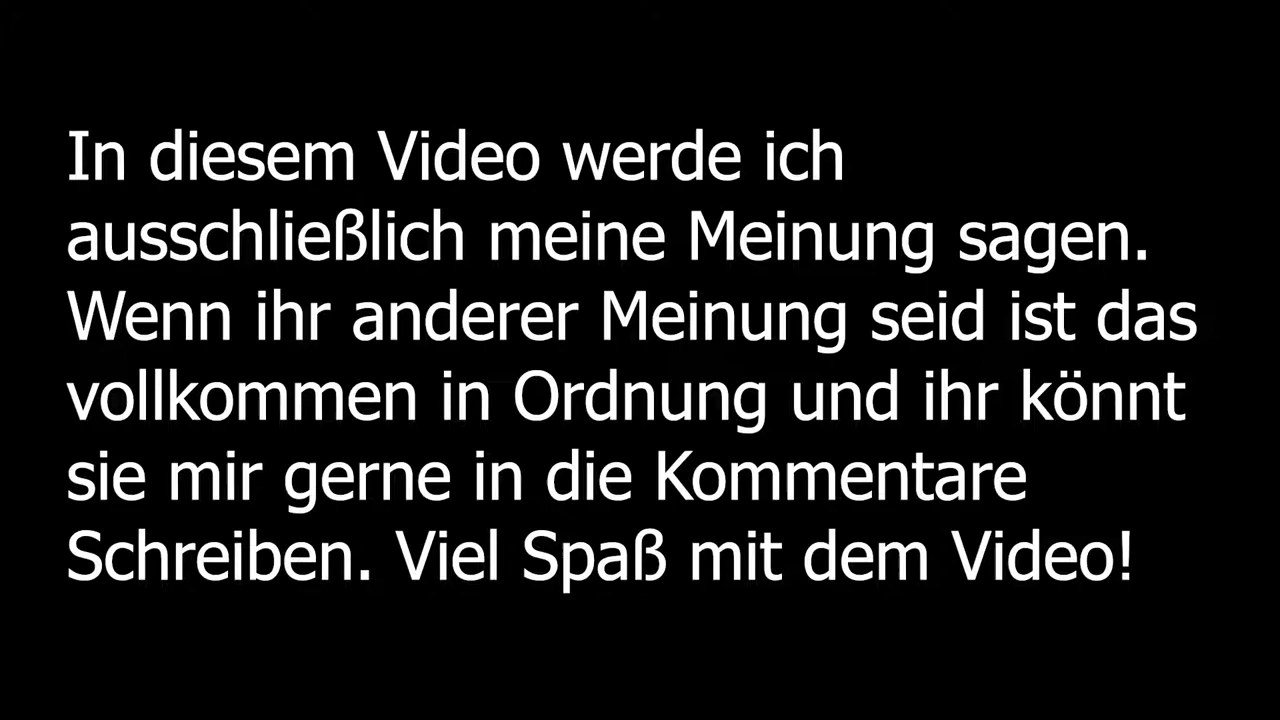 In diesem Video werde ich
ausschließlich meine Meinung sagen.
Wenn ihr anderer Meinung seid ist das
vollkommen in Ordnung und ihr könnt
sie mir gerne in die Kommentare
Schreiben. Viel Spaß mit dem Video!